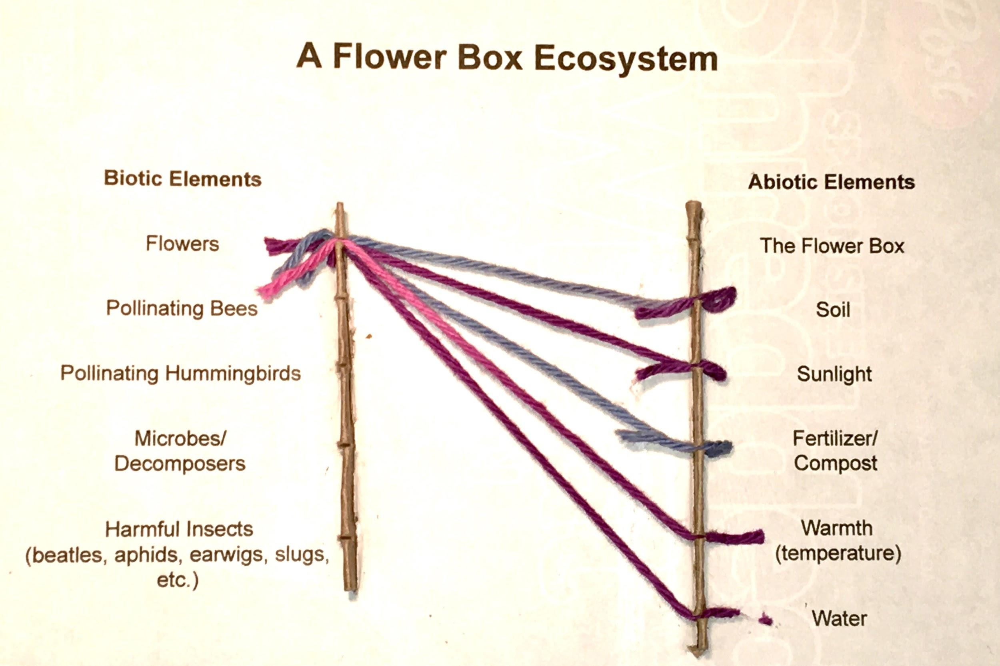 A Flower Box Ecosystem
Biotic Elements
Flowers
Pollinating Bees
Pollinating Hummingbirds
Microbes/
Decomposers
Harmful Insects
(beatles, aphids, earwigs, slugs,
etc.)
Abiotic Elements
The Flower Box
Soil
Sunlight
Fertilizer/
Compost
Warmth
(temperature)
Water